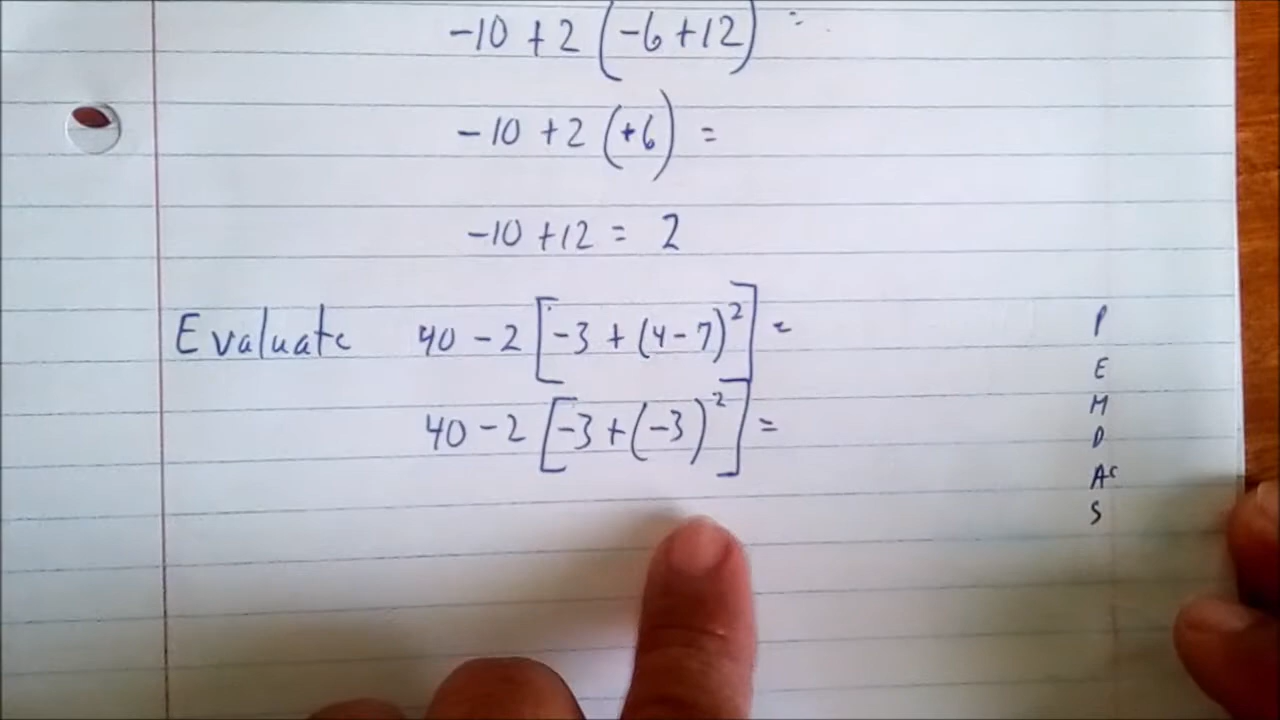 -10 + 2 (-6 + 12) =
-10 + 2 (+6) =
-10 + 12 = 2
Evaluate 40 - 2 [-3 + (4 - 7)²] =
40 - 2 [-3 + (-3)²] =
P
E
M
D
A
S